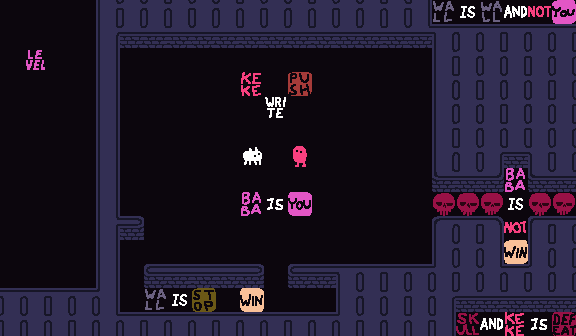 WALL IS WALL AND NOT YOU
LEVEL
KEKE PUSH
WRITE
BABA IS YOU
BABA
IS
NOT
WIN
WALL IS STOP WIN
SKULL AND KEKE IS